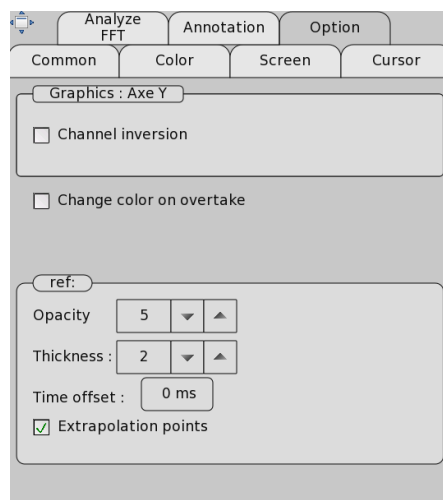 Analyze
FFT
Annotation
Option
Common
Color
Screen
Cursor
Graphics : Axe Y
Channel inversion
Change color on overtake
ref:
Opacity 5
Thickness : 2
Time offset : 0 ms
Extrapolation points